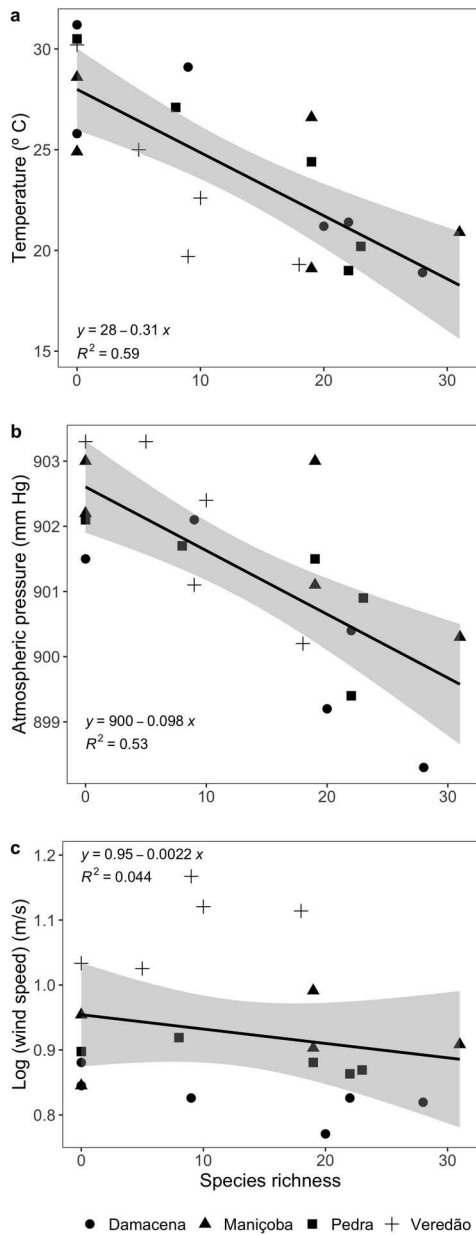 a
30
25
20
15
Temperature (º C)
y = 28 – 0.31 x
R² = 0.59
0
10
20
30
b
903
902
901
900
899
Atmospheric pressure (mm Hg)
y = 900 – 0.098 x
R² = 0.53
0
10
20
30
c
1.2
1.1
1.0
0.9
0.8
Log (wind speed) (m/s)
y = 0.95 – 0.0022 x
R² = 0.044
0
10
20
30
Species richness
Damacena Maniçoba Pedra Veredão